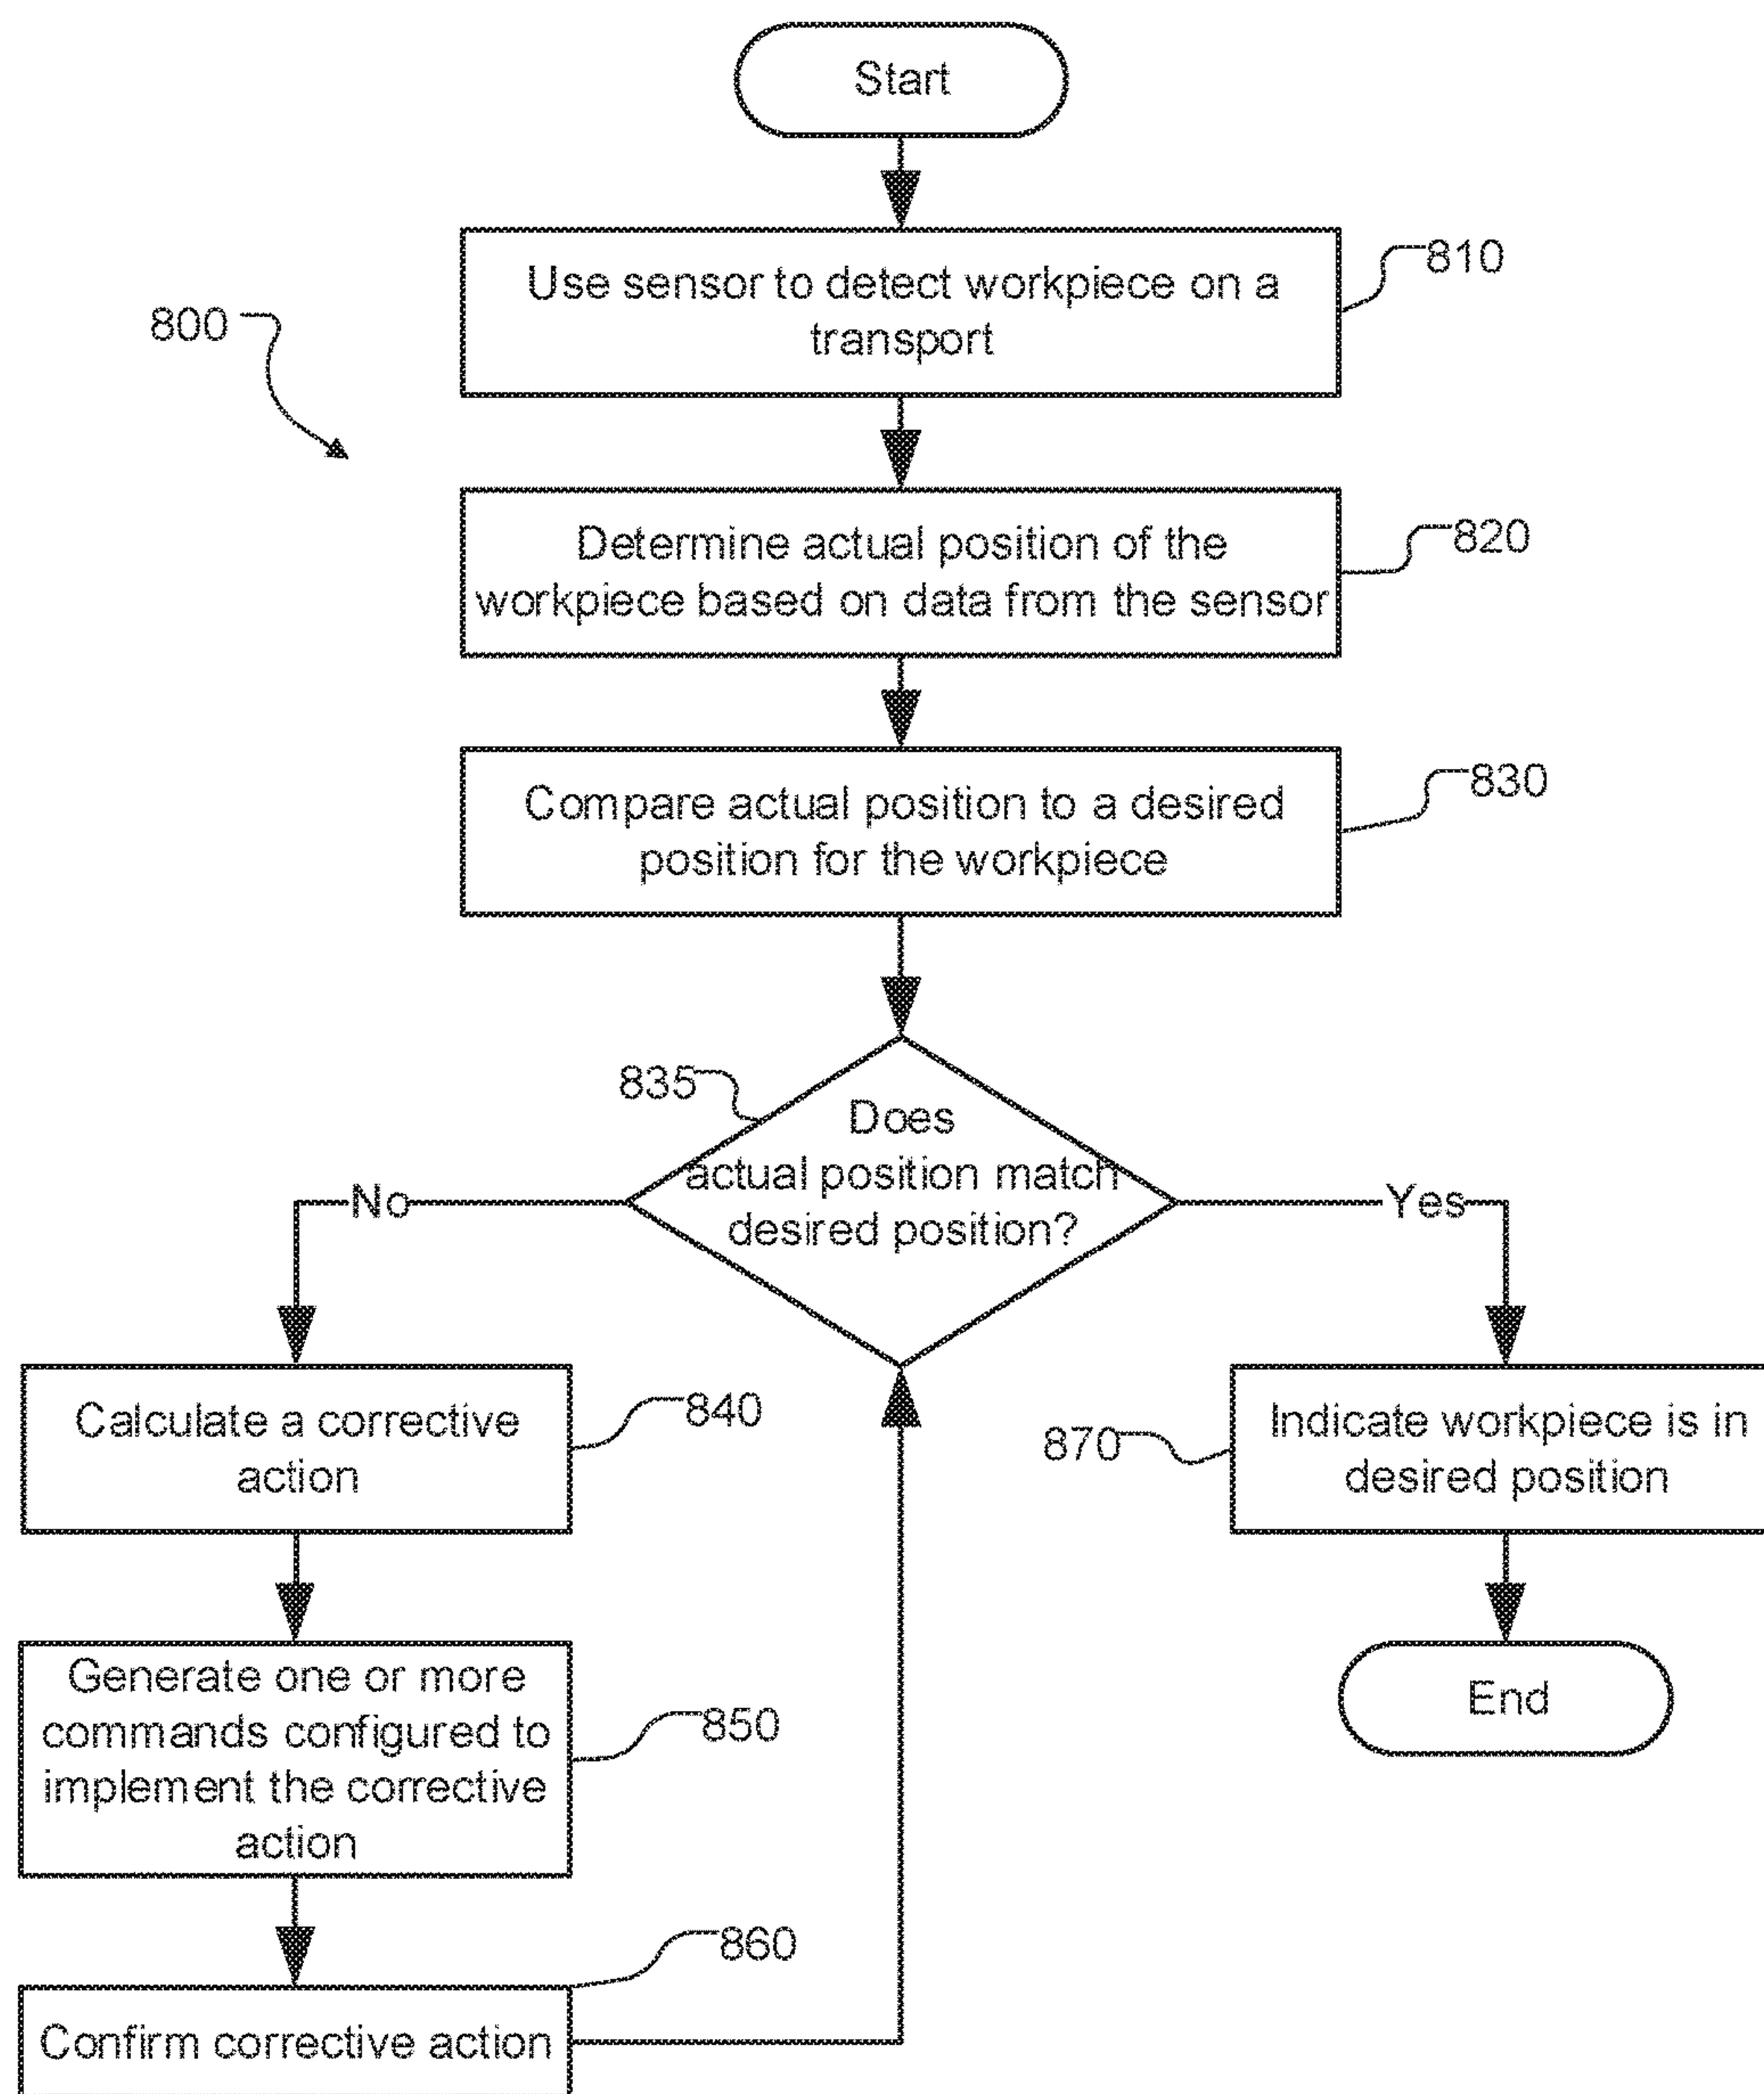 Start
Use sensor to detect workpiece on a
transport
810
800
Determine actual position of the
workpiece based on data from the sensor
820
Compare actual position to a desired
position for the workpiece
830
835
Does
actual position match
desired position?
No
Yes
Calculate a corrective
action
840
870
Indicate workpiece is in
desired position
Generate one or more
commands configured to
implement the corrective
action
850
End
860
Confirm corrective action